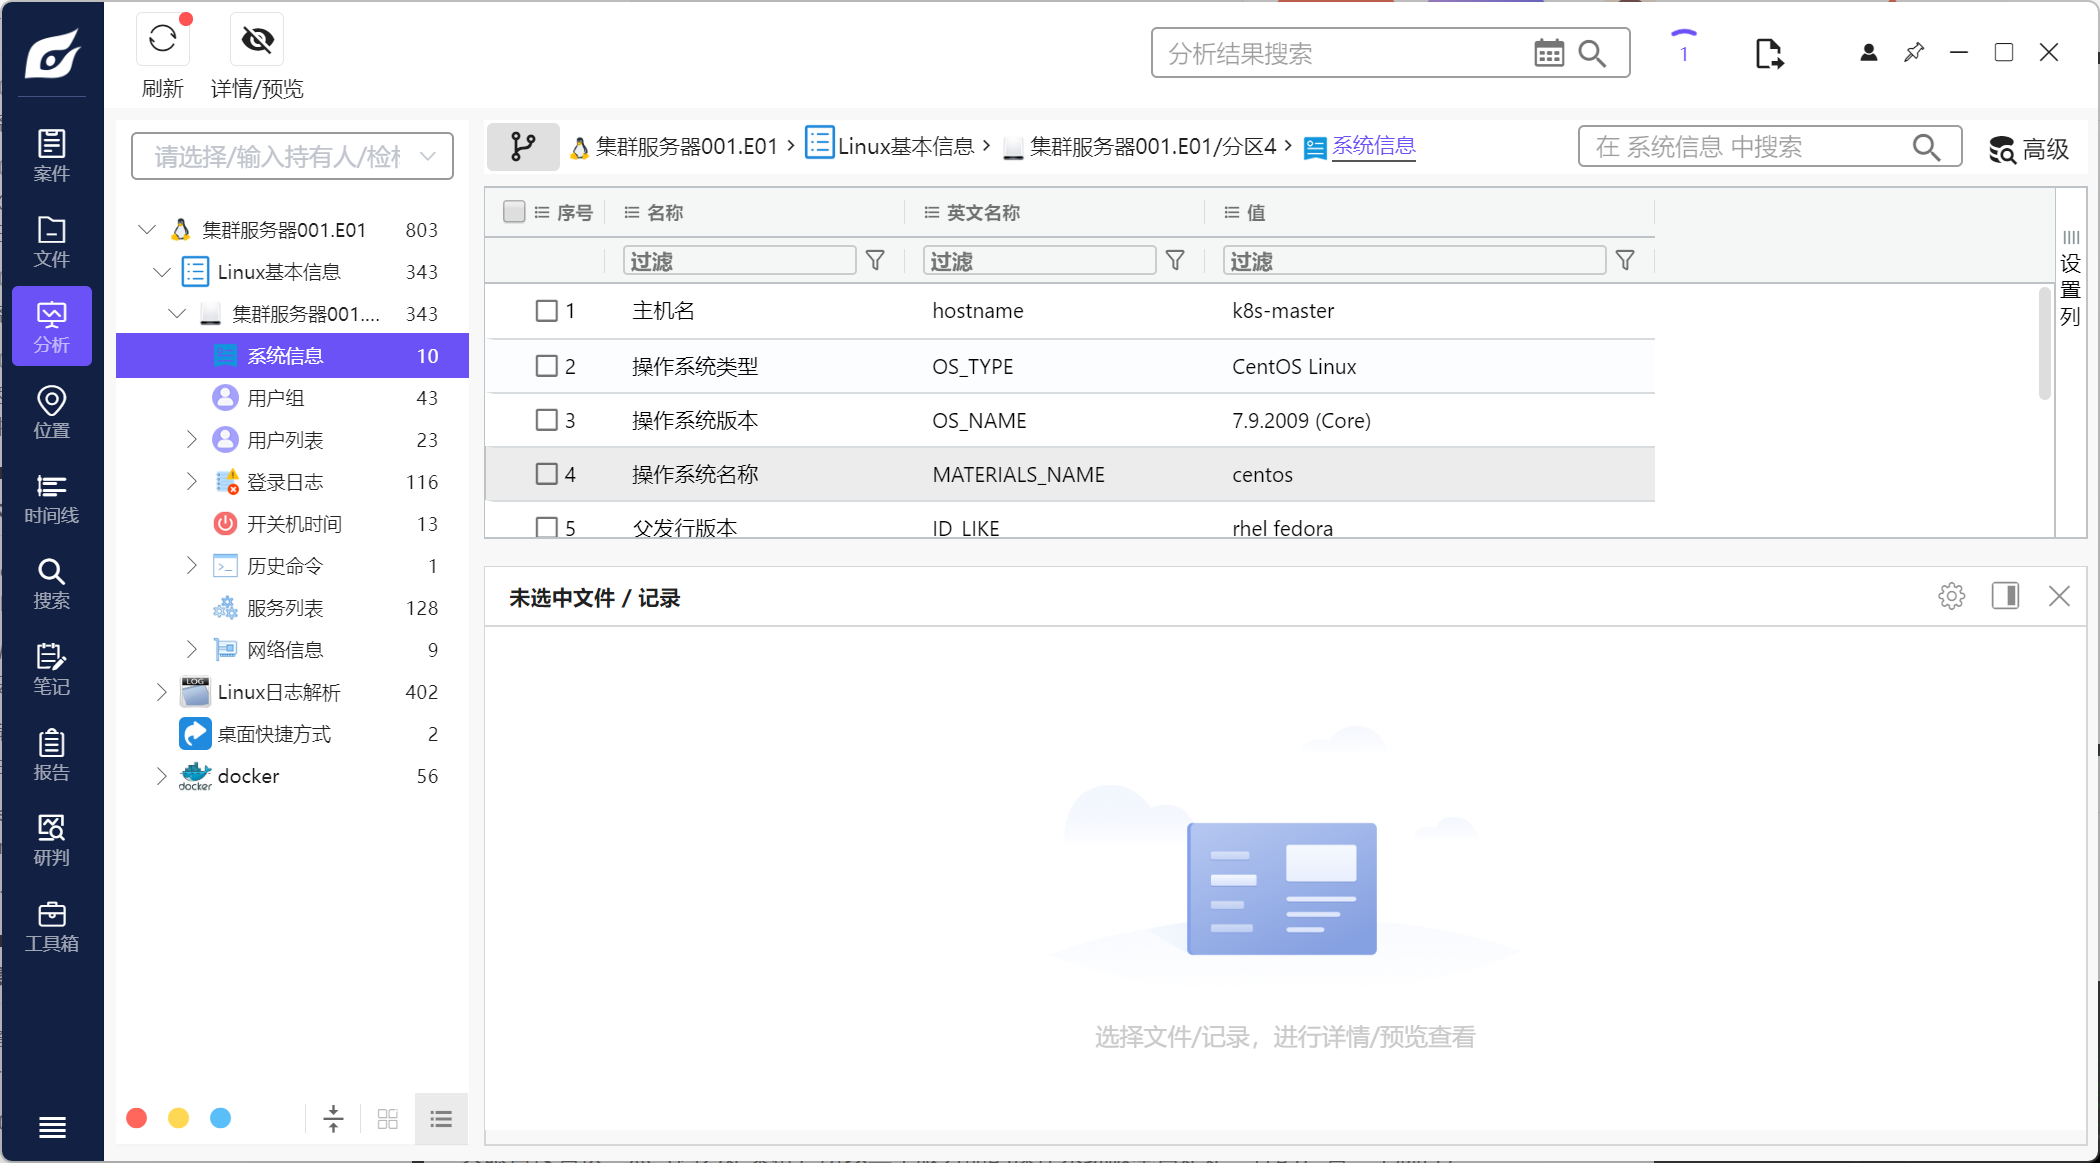 刷新
详情/预览
分析结果搜索
1
案件
文件
分析
位置
时间线
搜索
笔记
报告
研判
工具箱
请选择/输入持有人/检材
集群服务器001.E01 803
Linux基本信息 343
集群服务器001.... 343
系统信息 10
用户组 43
用户列表 23
登录日志 116
开关机时间 13
历史命令 1
服务列表 128
网络信息 9
LOG Linux日志解析 402
桌面快捷方式 2
docker docker 56
集群服务器001.E01 › Linux基本信息 › 集群服务器001.E01/分区4 › 系统信息
在 系统信息 中搜索
高级
序号 名称 英文名称 值
过滤 过滤 过滤
1 主机名 hostname k8s-master
2 操作系统类型 OS_TYPE CentOS Linux
3 操作系统版本 OS_NAME 7.9.2009 (Core)
4 操作系统名称 MATERIALS_NAME centos
5 父发行版本 ID_LIKE rhel fedora
设置列
未选中文件 / 记录
选择文件/记录，进行详情/预览查看